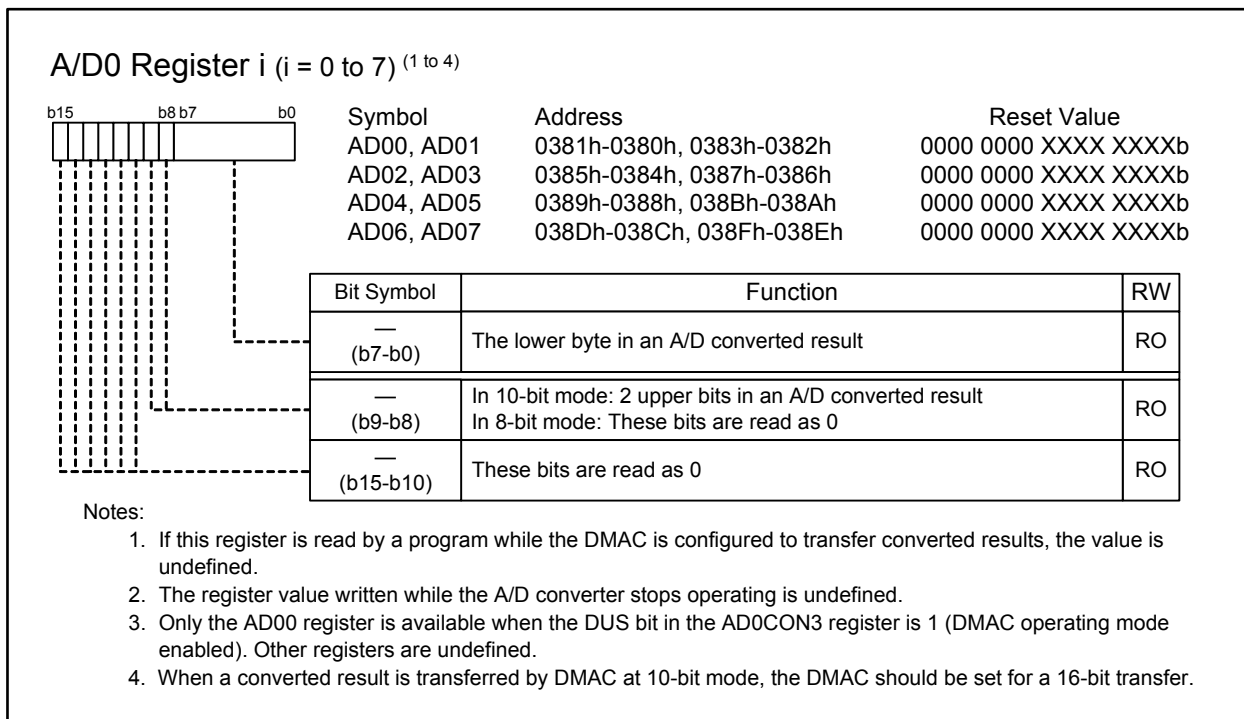 A/D0 Register i (i = 0 to 7) (1 to 4)
b15 b8 b7 b0
Symbol Address Reset Value
AD00, AD01 0381h-0380h, 0383h-0382h 0000 0000 XXXX XXXXb
AD02, AD03 0385h-0384h, 0387h-0386h 0000 0000 XXXX XXXXb
AD04, AD05 0389h-0388h, 038Bh-038Ah 0000 0000 XXXX XXXXb
AD06, AD07 038Dh-038Ch, 038Fh-038Eh 0000 0000 XXXX XXXXb
Bit Symbol Function RW
—
(b7-b0) The lower byte in an A/D converted result RO
—
(b9-b8) In 10-bit mode: 2 upper bits in an A/D converted result
In 8-bit mode: These bits are read as 0 RO
—
(b15-b10) These bits are read as 0 RO
Notes:
1. If this register is read by a program while the DMAC is configured to transfer converted results, the value is
undefined.
2. The register value written while the A/D converter stops operating is undefined.
3. Only the AD00 register is available when the DUS bit in the AD0CON3 register is 1 (DMAC operating mode
enabled). Other registers are undefined.
4. When a converted result is transferred by DMAC at 10-bit mode, the DMAC should be set for a 16-bit transfer.